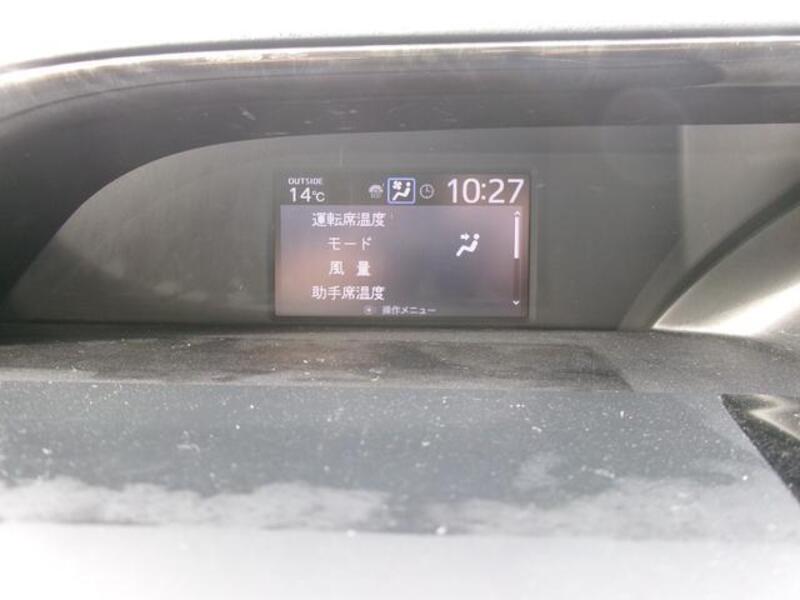 OUTSIDE
14℃
10:27
運転席温度
モード
風 量
助手席温度
操作メニュー